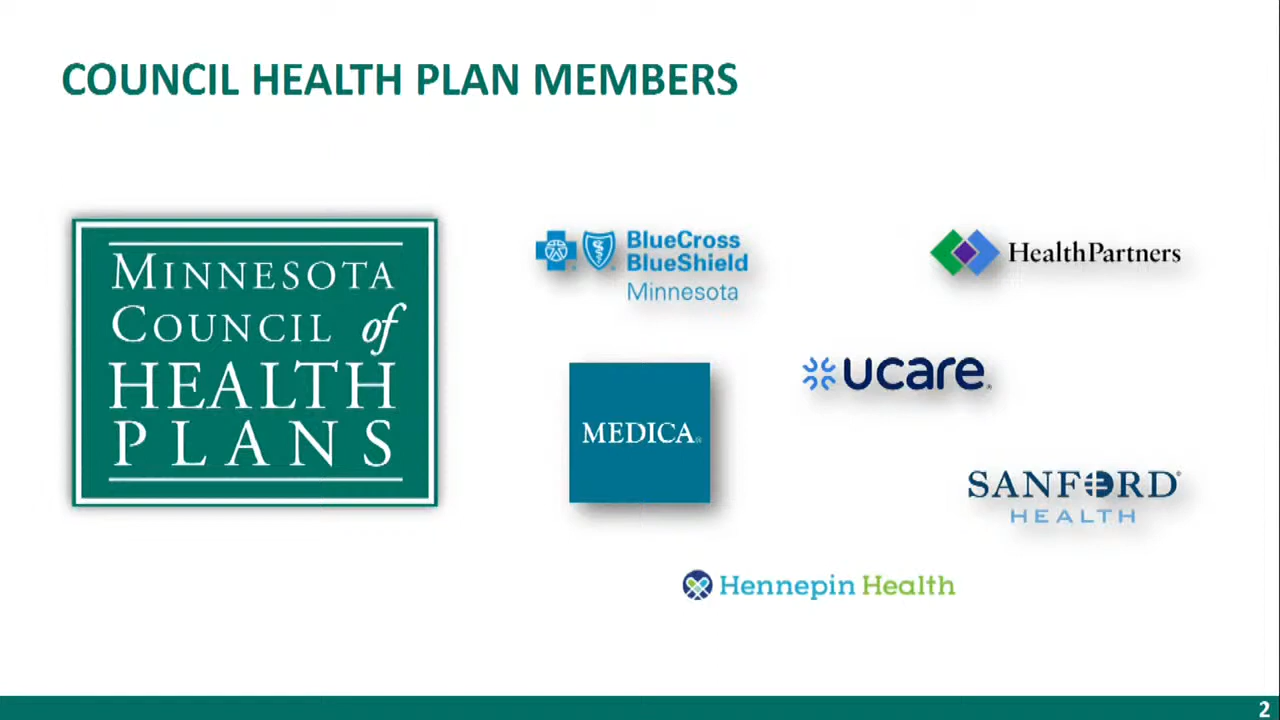 COUNCIL HEALTH PLAN MEMBERS
MINNESOTA
COUNCIL of
HEALTH
PLANS
BlueCross
BlueShield
Minnesota
HealthPartners
ucare
MEDICA
SANFORD
HEALTH
Hennepin Health
2